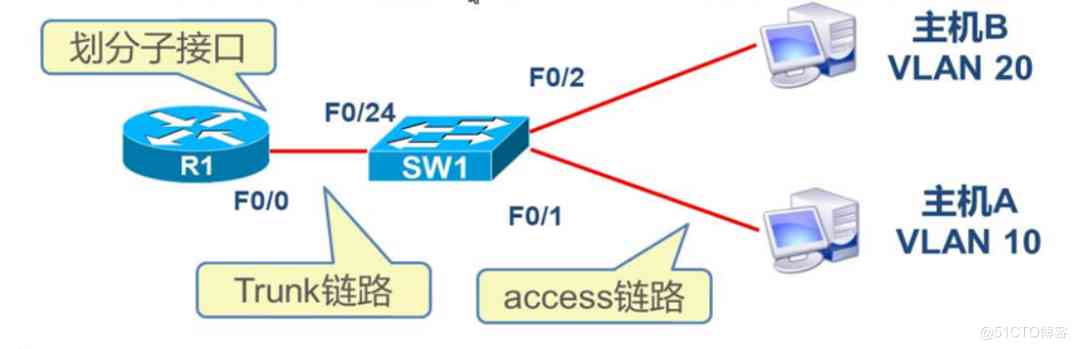 划分子接口
主机B
VLAN 20
F0/2
F0/24
R1
SW1
F0/0
F0/1
主机A
VLAN 10
Trunk链路
access链路
@51CTO博客